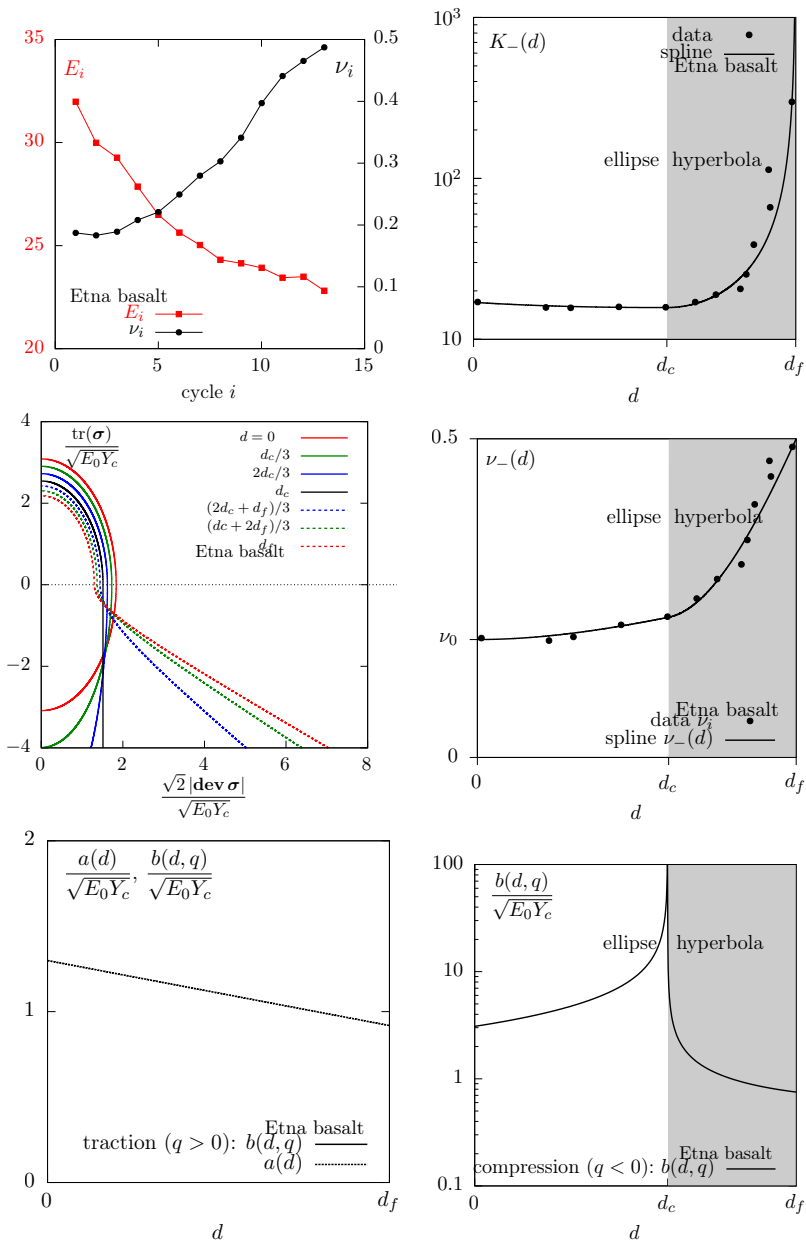 35
30
25
20
E_i
ν_i
0.5
0.4
0.3
0.2
0.1
0
Etna basalt
E_i
ν_i
0 5 10 15
cycle i
10^3
10^2
10
K_−(d)
data
spline
Etna basalt
ellipse hyperbola
d_c d_f
d
4
2
0
−2
−4
tr(σ)
√E_0Y_c
d = 0
d_c/3
2d_c/3
d_c
(2d_c + d_f)/3
(dc + 2d_f)/3
d_f
Etna basalt
0 2 4 6 8
√2 |dev σ|
√E_0Y_c
0.5
ν_0
0
ν_−(d)
ellipse hyperbola
Etna basalt
data ν_i
spline ν_−(d)
0 d_c d_f
d
2
1
0
a(d) , b(d, q)
√E_0Y_c √E_0Y_c
Etna basalt
traction (q > 0): b(d, q)
a(d)
0 d_f
d
100
10
1
0.1
b(d, q)
√E_0Y_c
ellipse hyperbola
Etna basalt
compression (q < 0): b(d, q)
0 d_c d_f
d